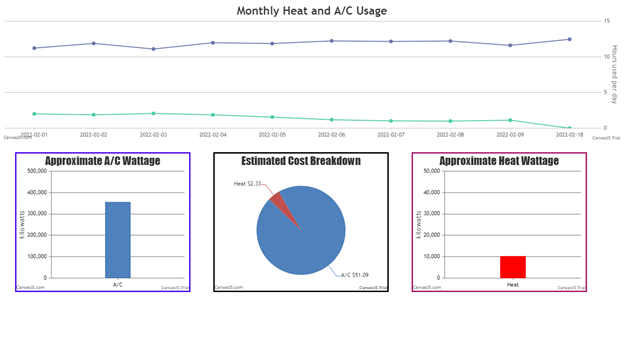 Monthly Heat and A/C Usage
15
10
5
0
Hours used per day
2022-02-01 2022-02-02 2022-02-03 2022-02-04 2022-02-05 2022-02-06 2022-02-07 2022-02-08 2022-02-09 2022-02-18
CanvasJS.com
CanvasJS Trial
Approximate A/C Wattage
500,000
400,000
300,000
200,000
100,000
0
kilowatts
A/C
CanvasJS.com
CanvasJS Trial
Estimated Cost Breakdown
Heat $2.33
A/C $51.09
CanvasJS.com
CanvasJS Trial
Approximate Heat Wattage
50,000
40,000
30,000
20,000
10,000
0
kilowatts
Heat
CanvasJS.com
CanvasJS Trial